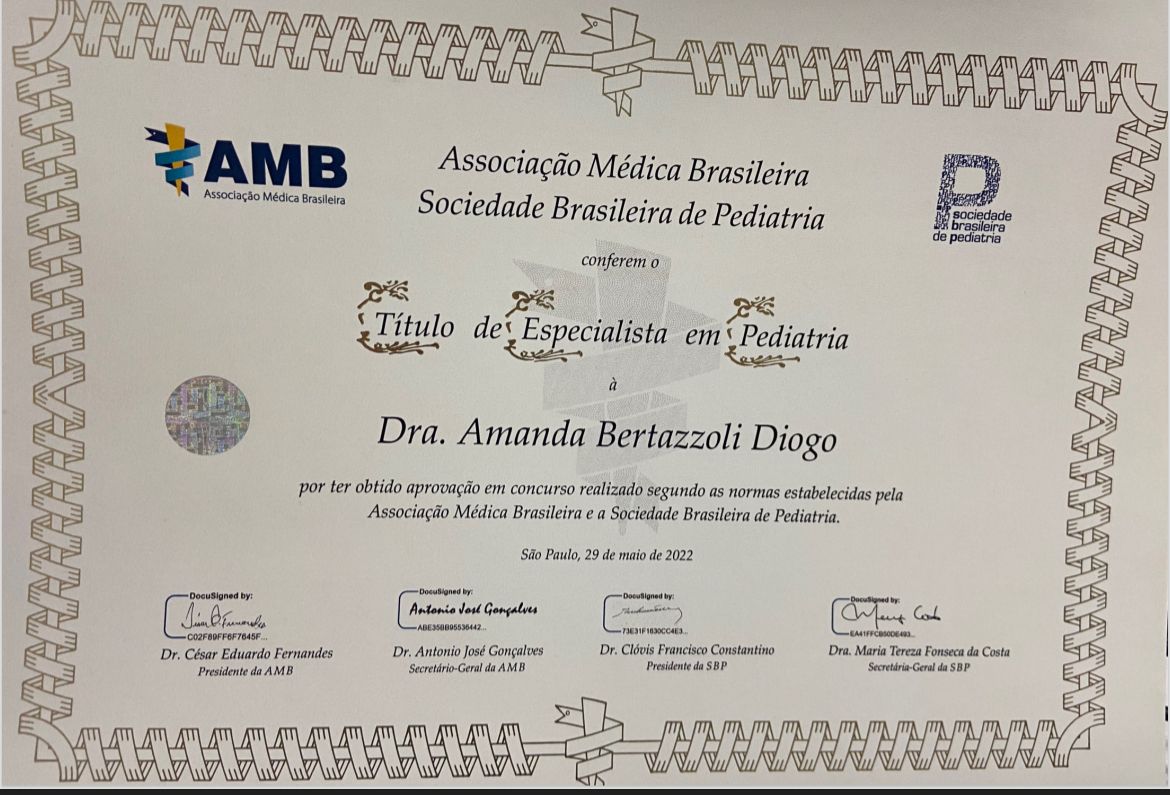 AMB
Associação Médica Brasileira
Associação Médica Brasileira
Sociedade Brasileira de Pediatria
sociedade
brasileira
de pediatria
conferem o
Título de Especialista em Pediatria
à
Dra. Amanda Bertazzoli Diogo
por ter obtido aprovação em concurso realizado segundo as normas estabelecidas pela
Associação Médica Brasileira e a Sociedade Brasileira de Pediatria.
São Paulo, 29 de maio de 2022
DocuSigned by:
C02F89FF6F7645F...
Dr. César Eduardo Fernandes
Presidente da AMB
DocuSigned by:
Antonio José Gonçalves
ABE35BB95536442...
Dr. Antonio José Gonçalves
Secretário-Geral da AMB
DocuSigned by:
73E31F1630CC4E3...
Dr. Clóvis Francisco Constantino
Presidente da SBP
DocuSigned by:
EA41FFCB50DE493...
Dra. Maria Tereza Fonseca da Costa
Secretária-Geral da SBP